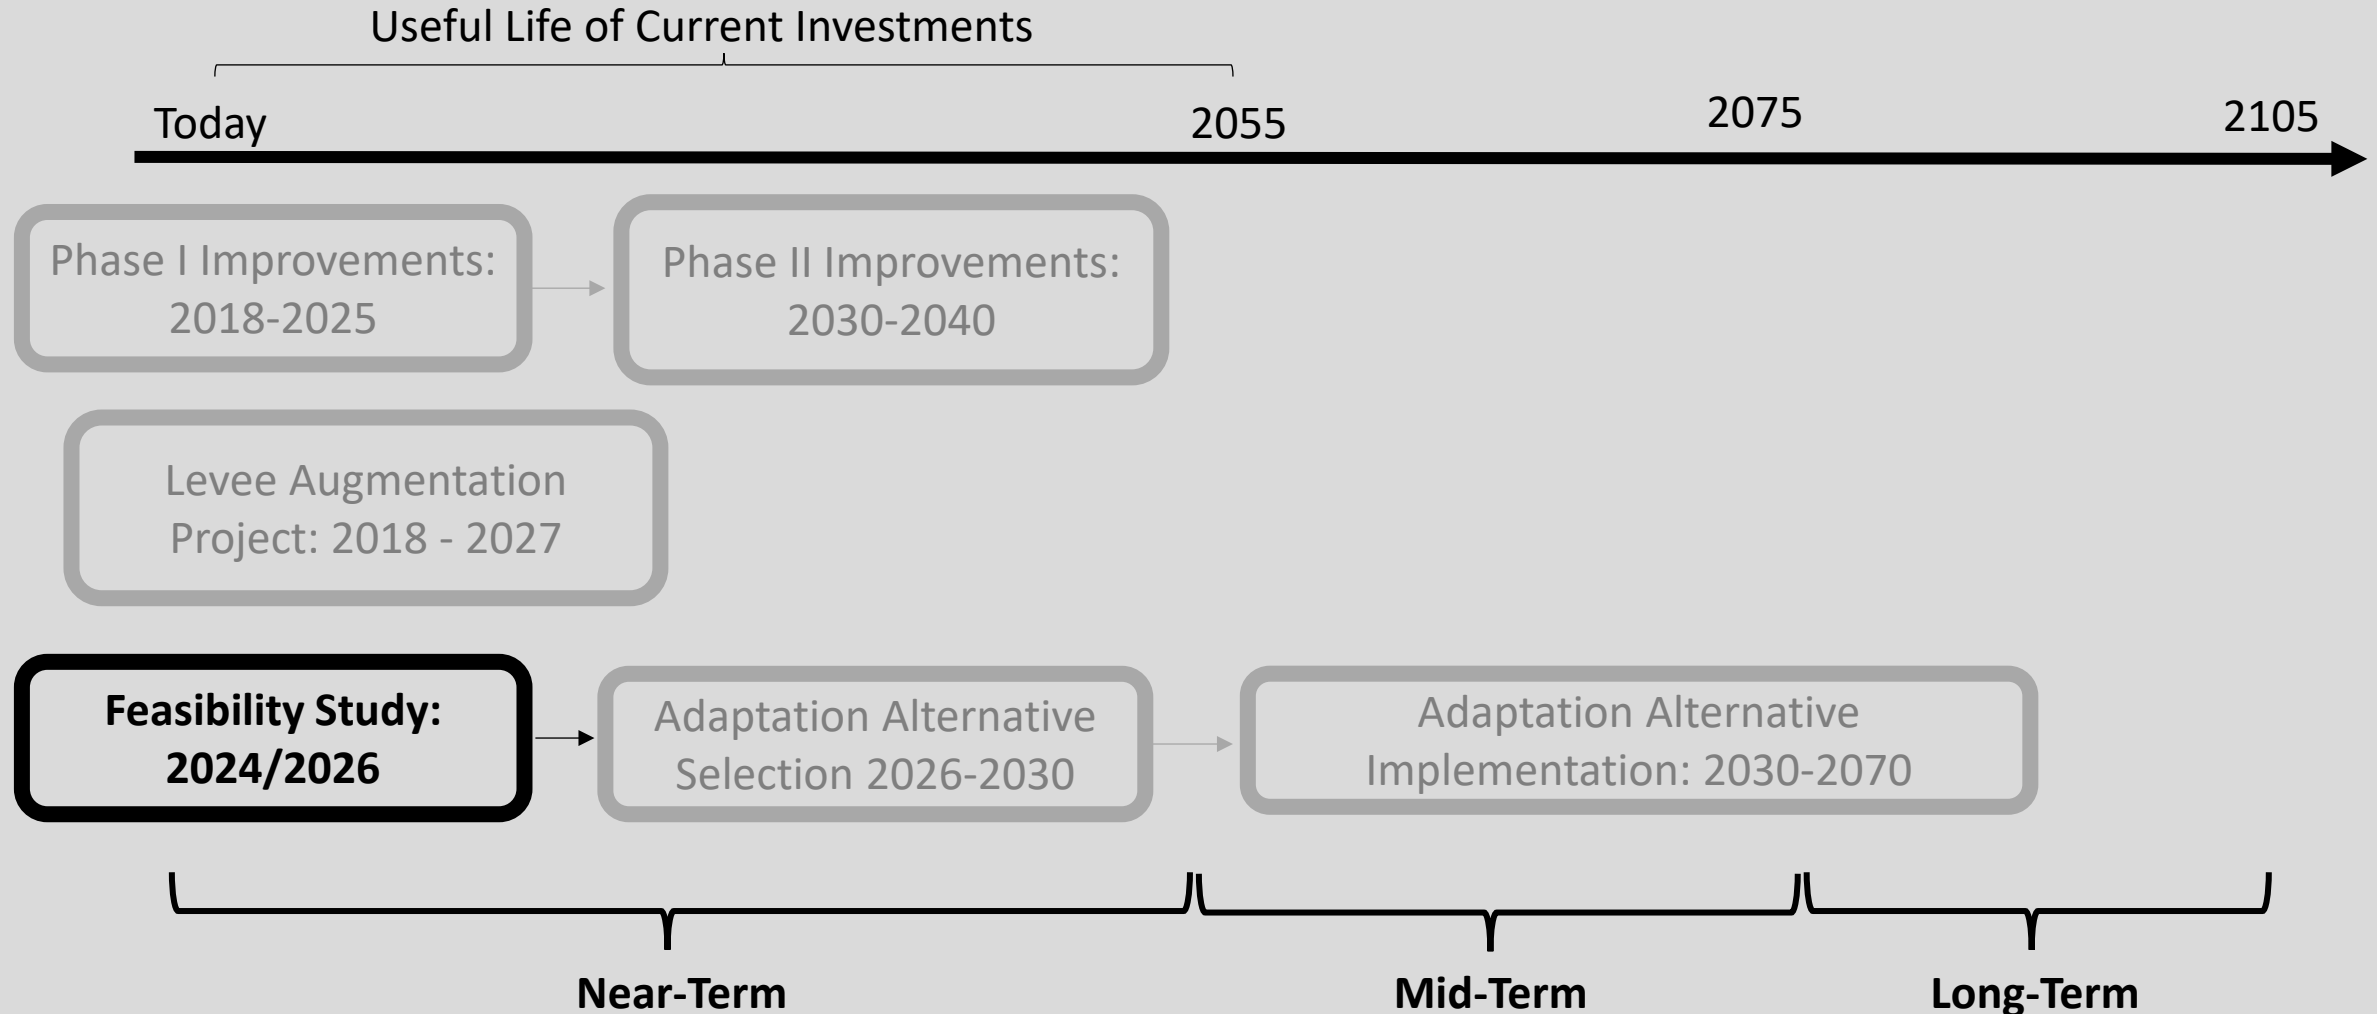 Useful Life of Current Investments
Today
2055
2075
2105
Phase I Improvements:
2018-2025
Phase II Improvements:
2030-2040
Levee Augmentation
Project: 2018 - 2027
Feasibility Study:
2024/2026
Adaptation Alternative
Selection 2026-2030
Adaptation Alternative
Implementation: 2030-2070
Near-Term
Mid-Term
Long-Term